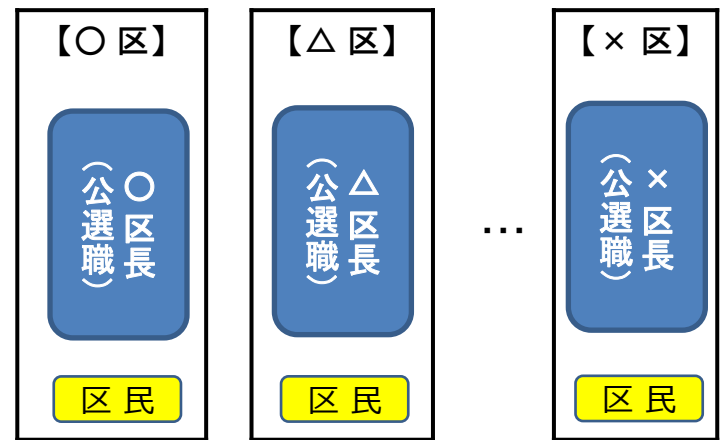 【〇 区】
〇区長
（公選職）
区 民
【△ 区】
△区長
（公選職）
区 民
…
【× 区】
×区長
（公選職）
区 民